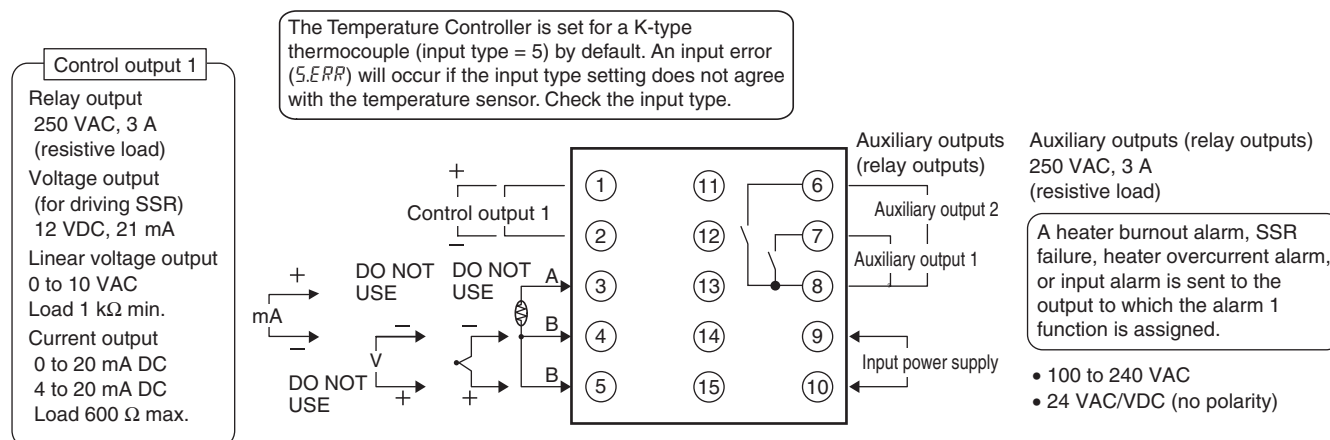 The Temperature Controller is set for a K-type
thermocouple (input type = 5) by default. An input error
(S.ERR) will occur if the input type setting does not agree
with the temperature sensor. Check the input type.
Control output 1
Relay output
250 VAC, 3 A
(resistive load)
Voltage output
(for driving SSR)
12 VDC, 21 mA
Linear voltage output
0 to 10 VAC
Load 1 kΩ min.
Current output
0 to 20 mA DC
4 to 20 mA DC
Load 600 Ω max.
+
mA
−
DO NOT
USE
−
V
+
DO NOT
USE
DO NOT
USE
−
+
+
Control output 1
−
A
B
B
1
2
3
4
5
11
12
13
14
15
6
7
8
9
10
Auxiliary outputs
(relay outputs)
Auxiliary output 2
Auxiliary output 1
Input power supply
Auxiliary outputs (relay outputs)
250 VAC, 3 A
(resistive load)
A heater burnout alarm, SSR
failure, heater overcurrent alarm,
or input alarm is sent to the
output to which the alarm 1
function is assigned.
• 100 to 240 VAC
• 24 VAC/VDC (no polarity)